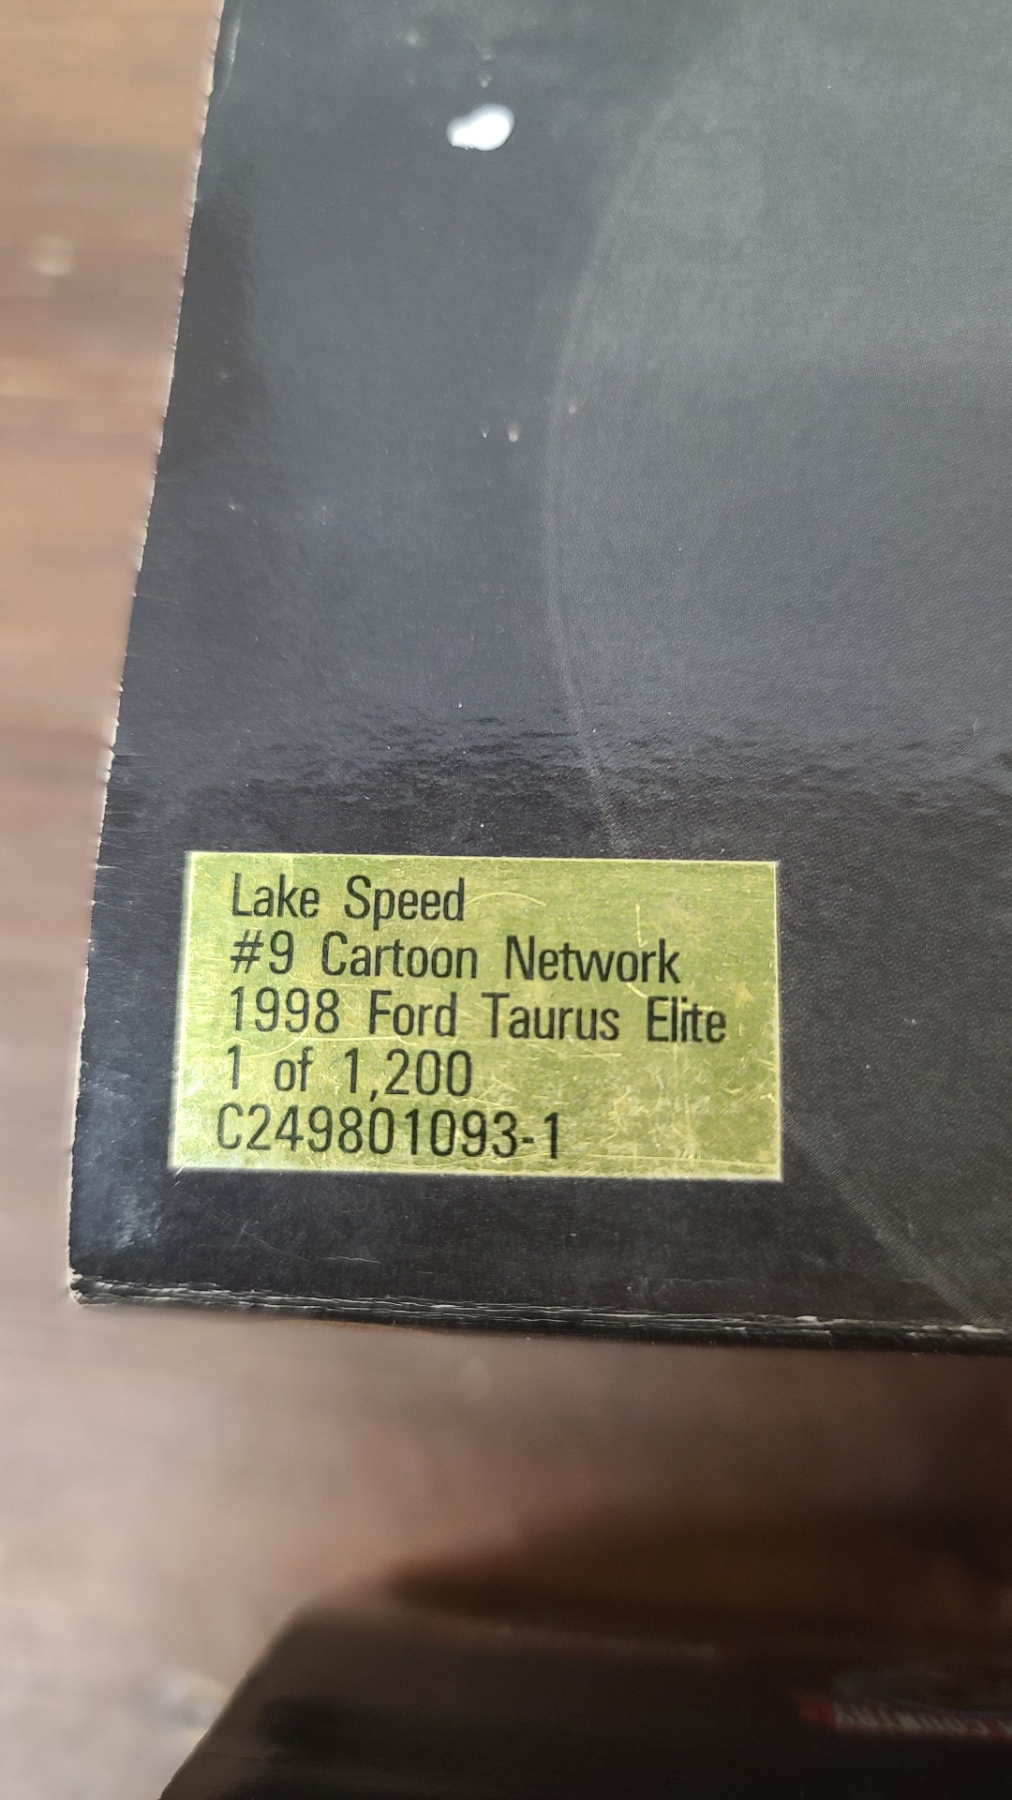 Lake Speed
#9 Cartoon Network
1998 Ford Taurus Elite
1 of 1,200
C249801093-1